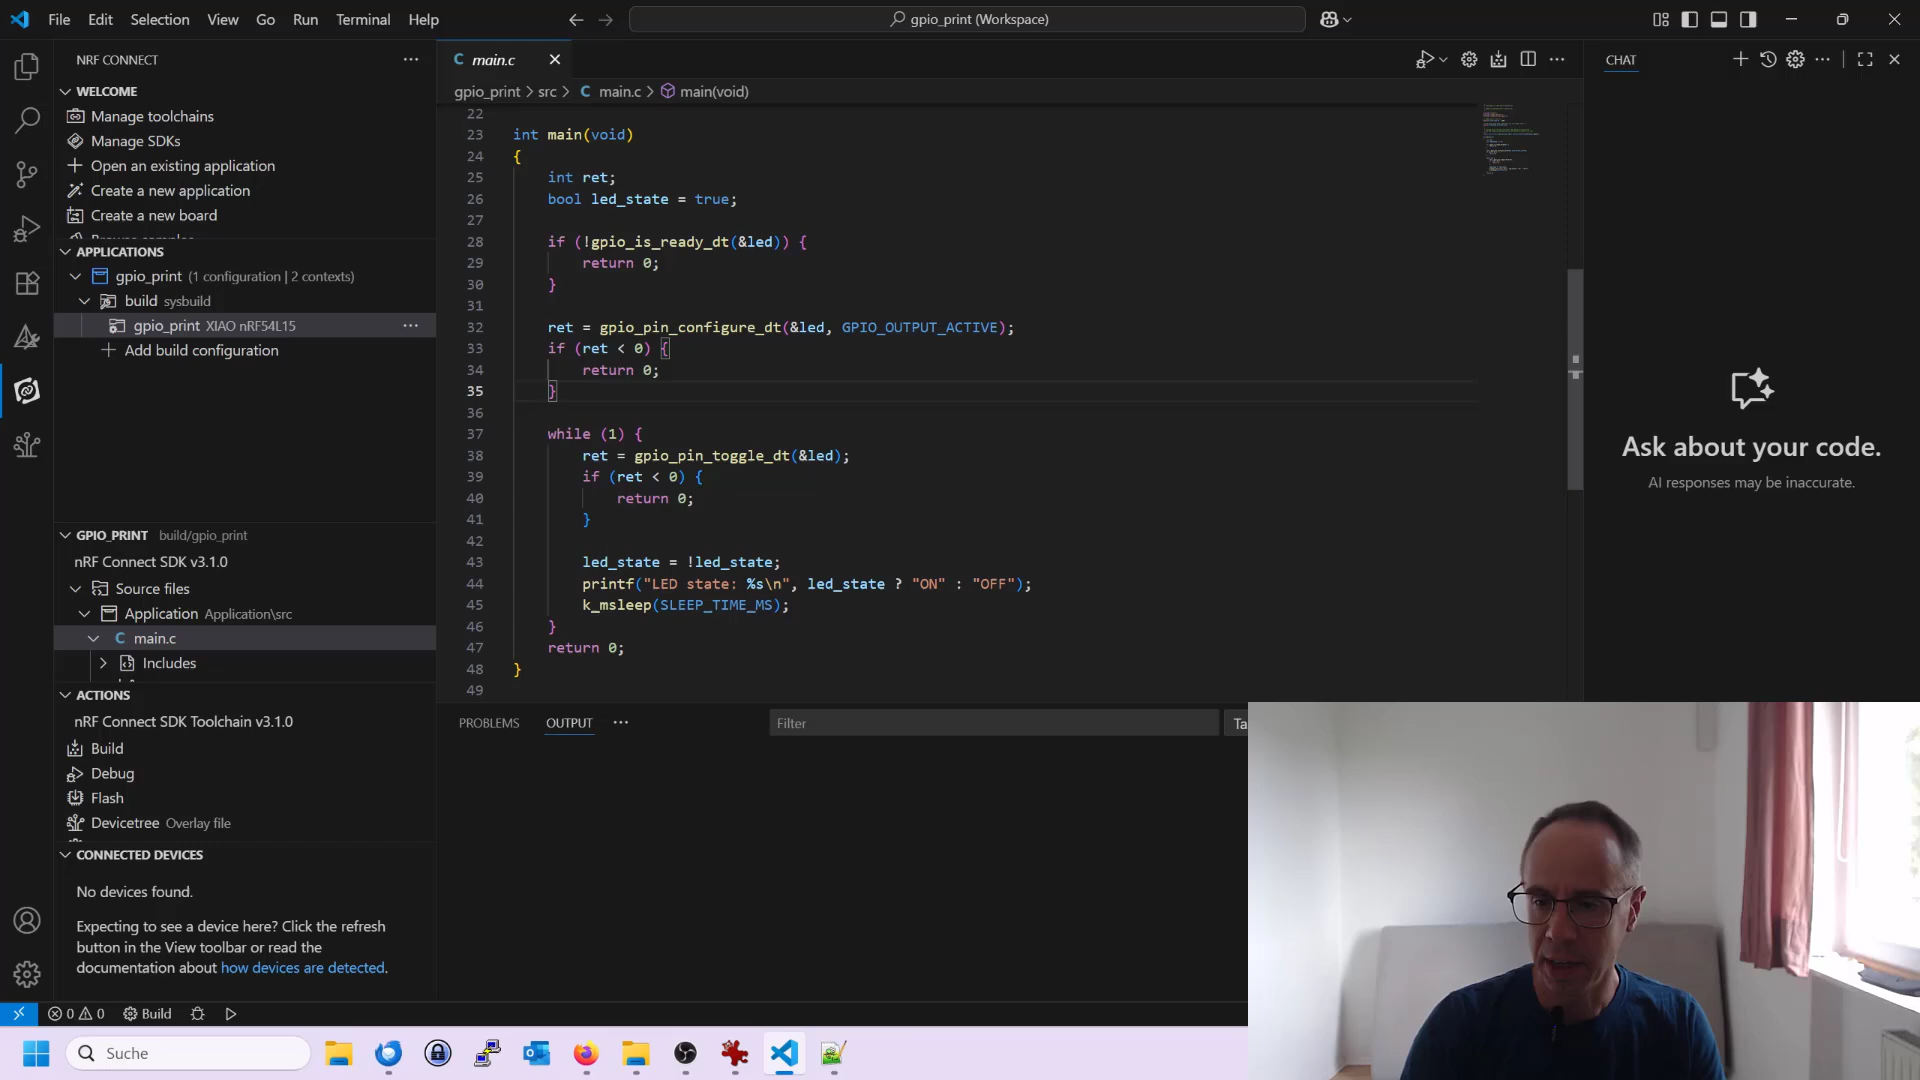 File Edit Selection View Go Run Terminal Help
gpio_print (Workspace)
NRF CONNECT
WELCOME
Manage toolchains
Manage SDKs
Open an existing application
Create a new application
Create a new board
APPLICATIONS
gpio_print (1 configuration | 2 contexts)
build sysbuild
gpio_print XIAO nRF54L15
Add build configuration
GPIO_PRINT build/gpio_print
nRF Connect SDK v3.1.0
Source files
Application Application\src
C main.c
Includes
ACTIONS
nRF Connect SDK Toolchain v3.1.0
Build
Debug
Flash
Devicetree Overlay file
CONNECTED DEVICES
No devices found.
Expecting to see a device here? Click the refresh
button in the View toolbar or read the
documentation about how devices are detected.
C main.c
gpio_print > src > C main.c > main(void)
22
23 int main(void)
24 {
25 int ret;
26 bool led_state = true;
27
28 if (!gpio_is_ready_dt(&led)) {
29 return 0;
30 }
31
32 ret = gpio_pin_configure_dt(&led, GPIO_OUTPUT_ACTIVE);
33 if (ret < 0) {
34 return 0;
35 }
36
37 while (1) {
38 ret = gpio_pin_toggle_dt(&led);
39 if (ret < 0) {
40 return 0;
41 }
42
43 led_state = !led_state;
44 printf("LED state: %s\n", led_state ? "ON" : "OFF");
45 k_msleep(SLEEP_TIME_MS);
46 }
47 return 0;
48 }
49
PROBLEMS OUTPUT
Filter
Ta
CHAT
Ask about your code.
AI responses may be inaccurate.
0 0 Build
Suche